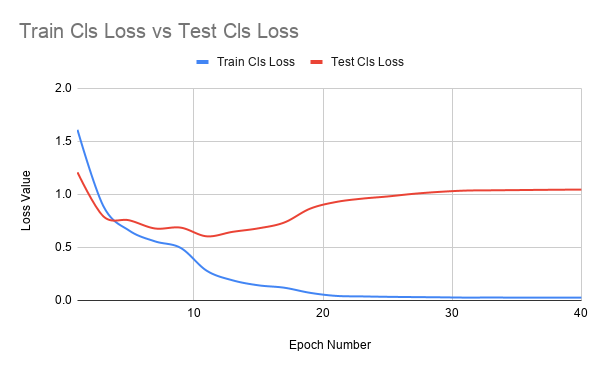 Train Cls Loss vs Test Cls Loss
Train Cls Loss
Test Cls Loss
2.0
1.5
1.0
0.5
0.0
Loss Value
10
20
30
40
Epoch Number